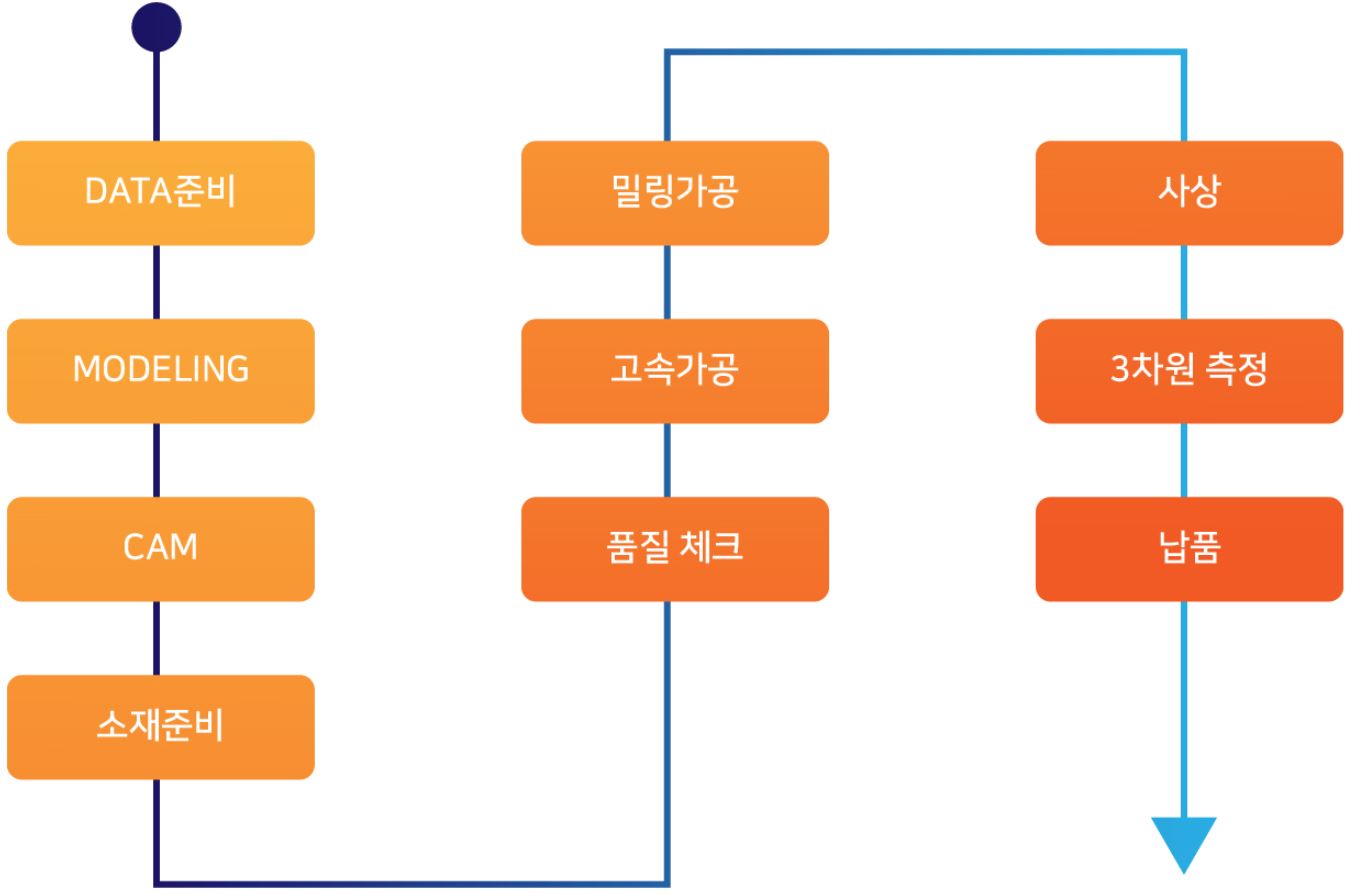 DATA준비
MODELING
CAM
소재준비
밀링가공
고속가공
품질 체크
사상
3차원 측정
납품